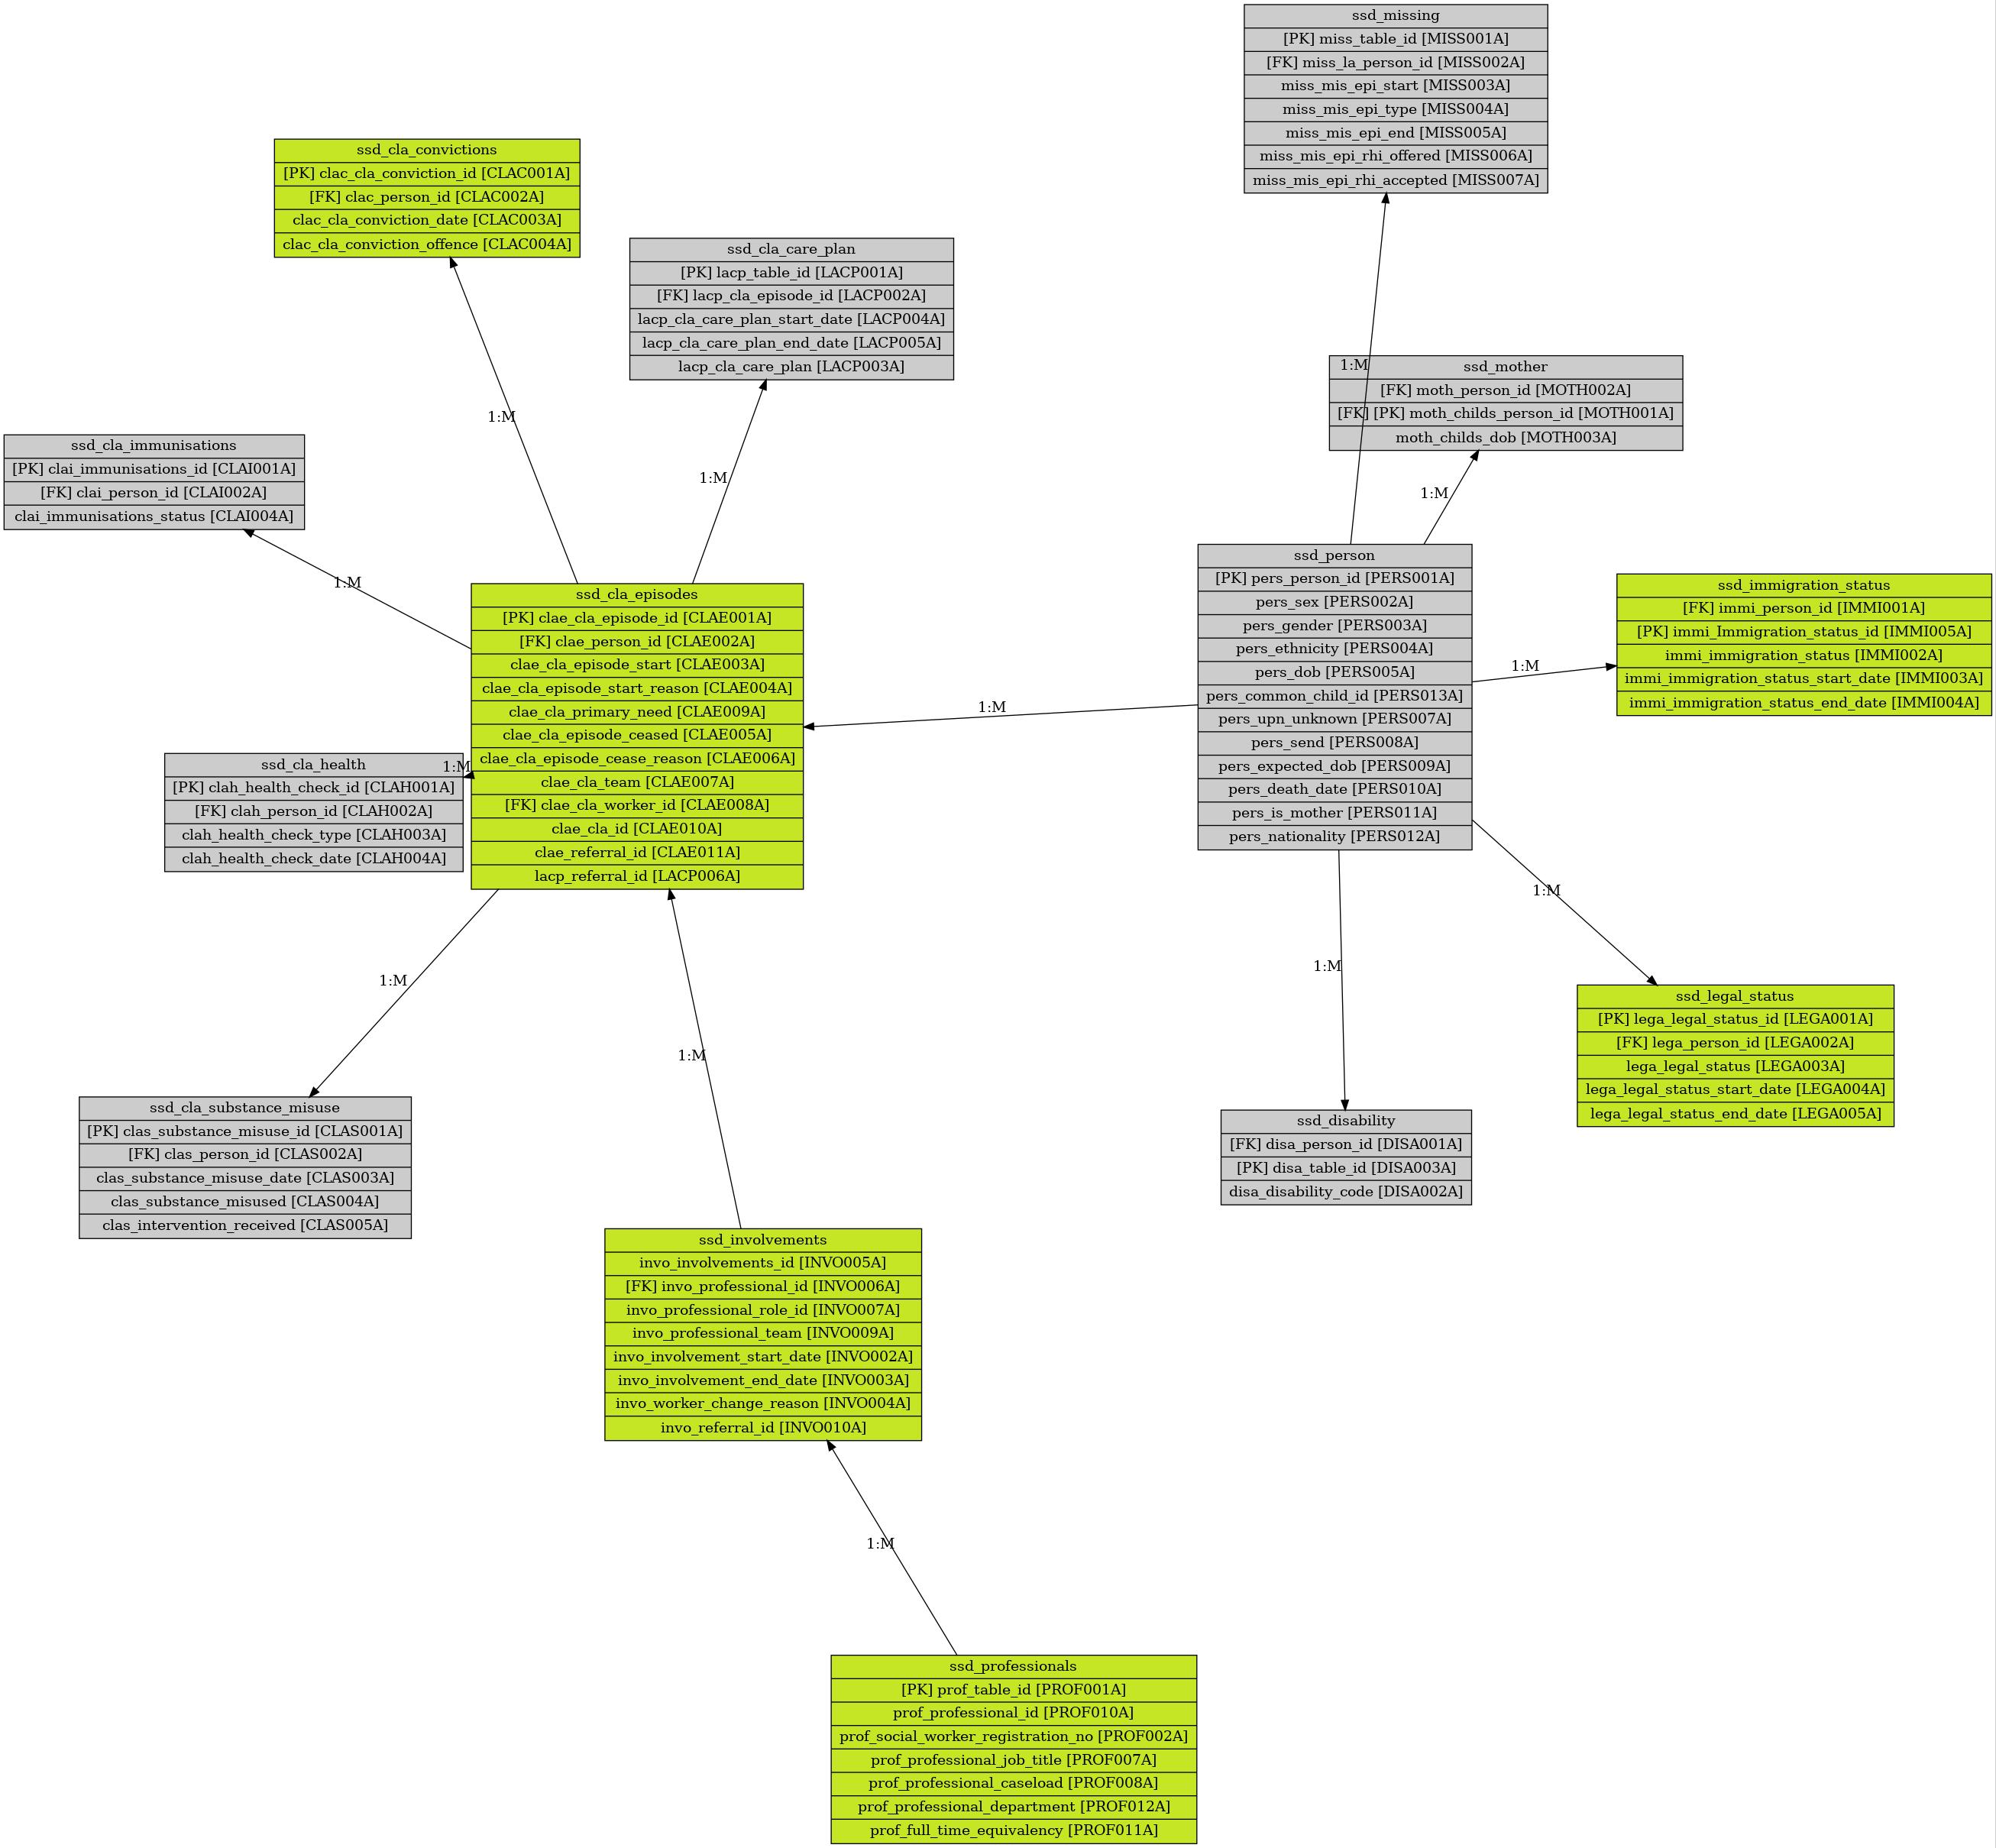 ssd_missing
[PK] miss_table_id [MISS001A]
[FK] miss_la_person_id [MISS002A]
miss_mis_epi_start [MISS003A]
miss_mis_epi_type [MISS004A]
miss_mis_epi_end [MISS005A]
miss_mis_epi_rhi_offered [MISS006A]
miss_mis_epi_rhi_accepted [MISS007A]
ssd_cla_convictions
[PK] clac_cla_conviction_id [CLAC001A]
[FK] clac_person_id [CLAC002A]
clac_cla_conviction_date [CLAC003A]
clac_cla_conviction_offence [CLAC004A]
ssd_cla_care_plan
[PK] lacp_table_id [LACP001A]
[FK] lacp_cla_episode_id [LACP002A]
lacp_cla_care_plan_start_date [LACP004A]
lacp_cla_care_plan_end_date [LACP005A]
lacp_cla_care_plan [LACP003A]
1:M
ssd_mother
[FK] moth_person_id [MOTH002A]
[FK] [PK] moth_childs_person_id [MOTH001A]
moth_childs_dob [MOTH003A]
1:M
ssd_cla_immunisations
[PK] clai_immunisations_id [CLAI001A]
[FK] clai_person_id [CLAI002A]
clai_immunisations_status [CLAI004A]
1:M
1:M
1:M
ssd_cla_episodes
[PK] clae_cla_episode_id [CLAE001A]
[FK] clae_person_id [CLAE002A]
clae_cla_episode_start [CLAE003A]
clae_cla_episode_start_reason [CLAE004A]
clae_cla_primary_need [CLAE009A]
clae_cla_episode_ceased [CLAE005A]
clae_cla_episode_cease_reason [CLAE006A]
clae_cla_team [CLAE007A]
[FK] clae_cla_worker_id [CLAE008A]
clae_cla_id [CLAE010A]
clae_referral_id [CLAE011A]
lacp_referral_id [LACP006A]
1:M
ssd_person
[PK] pers_person_id [PERS001A]
pers_sex [PERS002A]
pers_gender [PERS003A]
pers_ethnicity [PERS004A]
pers_dob [PERS005A]
pers_common_child_id [PERS013A]
pers_upn_unknown [PERS007A]
pers_send [PERS008A]
pers_expected_dob [PERS009A]
pers_death_date [PERS010A]
pers_is_mother [PERS011A]
pers_nationality [PERS012A]
1:M
ssd_immigration_status
[FK] immi_person_id [IMMI001A]
[PK] immi_Immigration_status_id [IMMI005A]
immi_immigration_status [IMMI002A]
immi_immigration_status_start_date [IMMI003A]
immi_immigration_status_end_date [IMMI004A]
ssd_cla_health
[PK] clah_health_check_id [CLAH001A]
[FK] clah_person_id [CLAH002A]
clah_health_check_type [CLAH003A]
clah_health_check_date [CLAH004A]
1:M
1:M
1:M
1:M
1:M
ssd_legal_status
[PK] lega_legal_status_id [LEGA001A]
[FK] lega_person_id [LEGA002A]
lega_legal_status [LEGA003A]
lega_legal_status_start_date [LEGA004A]
lega_legal_status_end_date [LEGA005A]
ssd_cla_substance_misuse
[PK] clas_substance_misuse_id [CLAS001A]
[FK] clas_person_id [CLAS002A]
clas_substance_misuse_date [CLAS003A]
clas_substance_misused [CLAS004A]
clas_intervention_received [CLAS005A]
ssd_disability
[FK] disa_person_id [DISA001A]
[PK] disa_table_id [DISA003A]
disa_disability_code [DISA002A]
ssd_involvements
invo_involvements_id [INVO005A]
[FK] invo_professional_id [INVO006A]
invo_professional_role_id [INVO007A]
invo_professional_team [INVO009A]
invo_involvement_start_date [INVO002A]
invo_involvement_end_date [INVO003A]
invo_worker_change_reason [INVO004A]
invo_referral_id [INVO010A]
1:M
ssd_professionals
[PK] prof_table_id [PROF001A]
prof_professional_id [PROF010A]
prof_social_worker_registration_no [PROF002A]
prof_professional_job_title [PROF007A]
prof_professional_caseload [PROF008A]
prof_professional_department [PROF012A]
prof_full_time_equivalency [PROF011A]